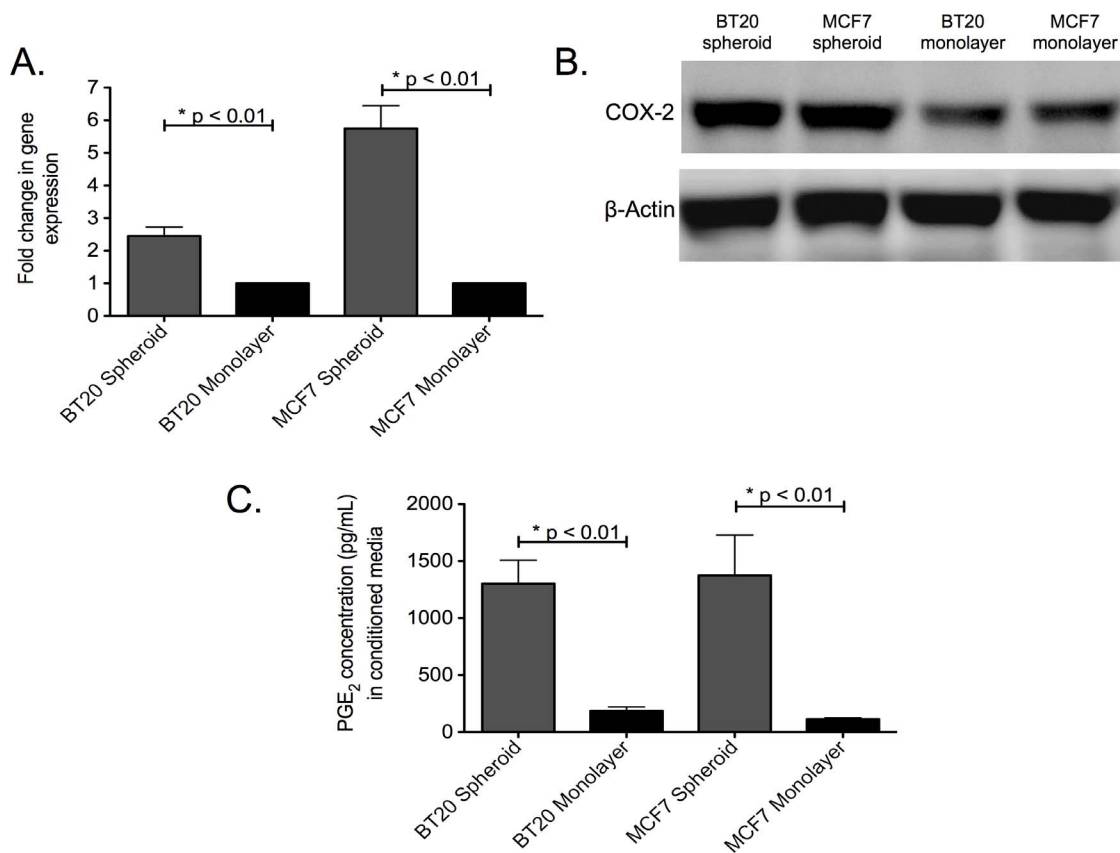 A.
Fold change in gene
expression
7
6
5
4
3
2
1
0
* p < 0.01
* p < 0.01
BT20 Spheroid
BT20 Monolayer
MCF7 Spheroid
MCF7 Monolayer
B.
BT20
spheroid
MCF7
spheroid
BT20
monolayer
MCF7
monolayer
COX-2
β-Actin
C.
PGE₂ concentration (pg/mL)
in conditioned media
2000
1500
1000
500
0
* p < 0.01
* p < 0.01
BT20 Spheroid
BT20 Monolayer
MCF7 Spheroid
MCF7 Monolayer